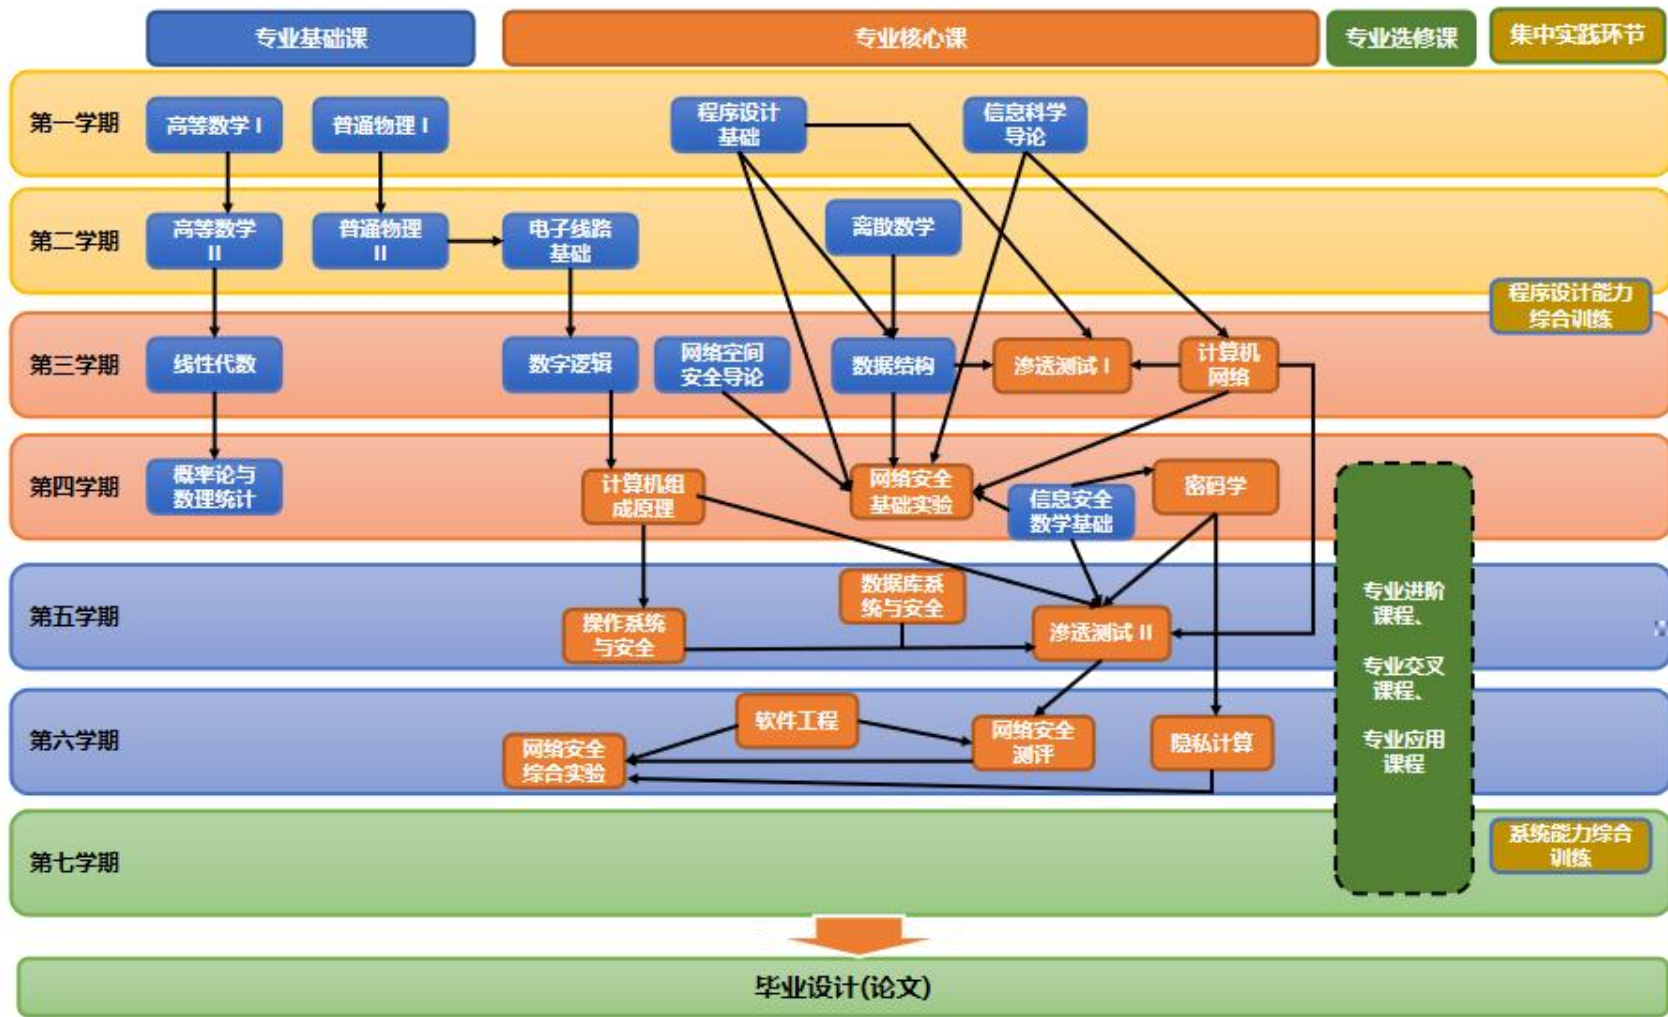 专业基础课
专业核心课
专业选修课
集中实践环节
第一学期
高等数学 I
普通物理 I
程序设计
基础
信息科学
导论
第二学期
高等数学
II
普通物理
II
电子线路
基础
离散数学
程序设计能力
综合训练
第三学期
线性代数
数字逻辑
网络空间
安全导论
数据结构
渗透测试 I
计算机
网络
第四学期
概率论与
数理统计
计算机组
成原理
网络安全
基础实验
信息安全
数学基础
密码学
第五学期
操作系统
与安全
数据库系
统与安全
渗透测试 II
专业进阶
课程、
专业交叉
课程、
专业应用
课程
第六学期
网络安全
综合实验
软件工程
网络安全
测评
隐私计算
第七学期
系统能力综合
训练
毕业设计(论文)